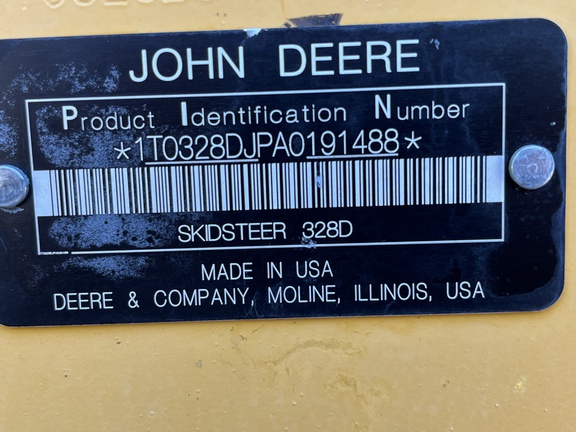 JOHN DEERE
Product Identification Number
*1T0328DJPA0191488*
SKIDSTEER 328D
MADE IN USA
DEERE & COMPANY, MOLINE, ILLINOIS, USA